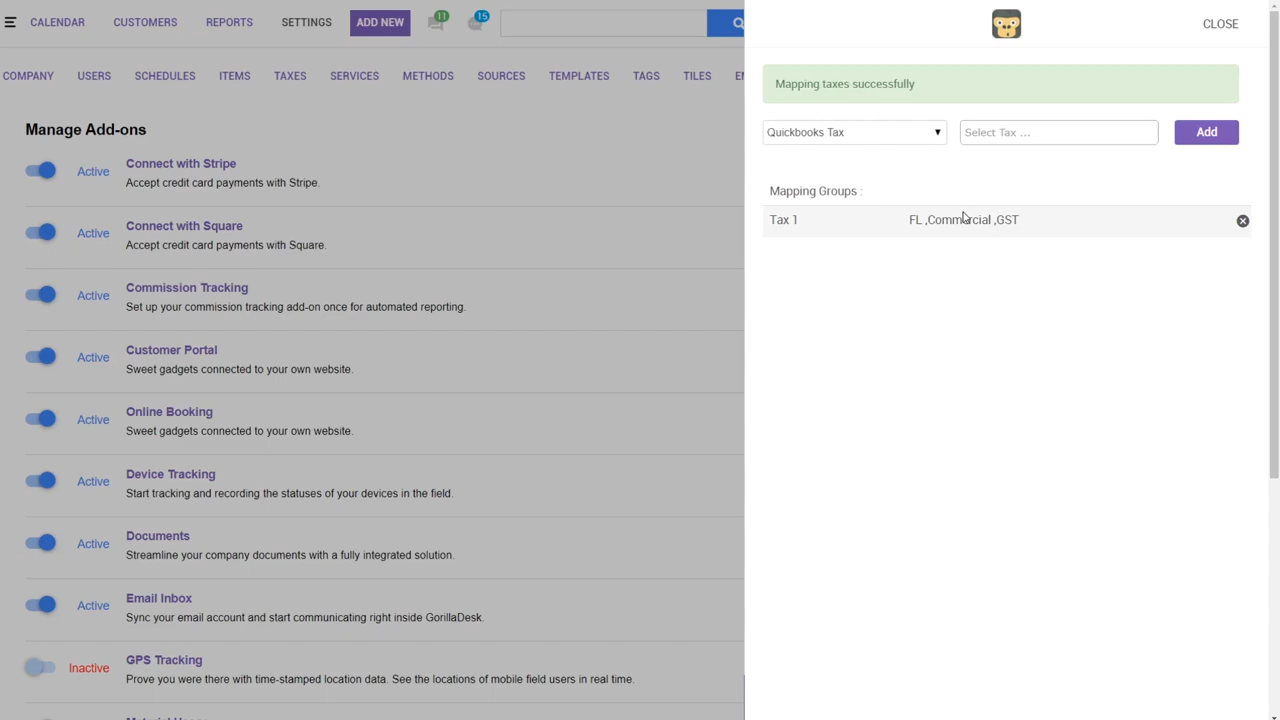 CALENDAR CUSTOMERS REPORTS SETTINGS ADD NEW 11 15
COMPANY USERS SCHEDULES ITEMS TAXES SERVICES METHODS SOURCES TEMPLATES TAGS TILES
Manage Add-ons
Active Connect with Stripe
Accept credit card payments with Stripe.
Active Connect with Square
Accept credit card payments with Square.
Active Commission Tracking
Set up your commission tracking add-on once for automated reporting.
Active Customer Portal
Sweet gadgets connected to your own website.
Active Online Booking
Sweet gadgets connected to your own website.
Active Device Tracking
Start tracking and recording the statuses of your devices in the field.
Active Documents
Streamline your company documents with a fully integrated solution.
Active Email Inbox
Sync your email account and start communicating right inside GorillaDesk.
Inactive GPS Tracking
Prove you were there with time-stamped location data. See the locations of mobile field users in real time.
CLOSE
Mapping taxes successfully
Quickbooks Tax Select Tax ... Add
Mapping Groups :
Tax 1 FL ,Commercial ,GST